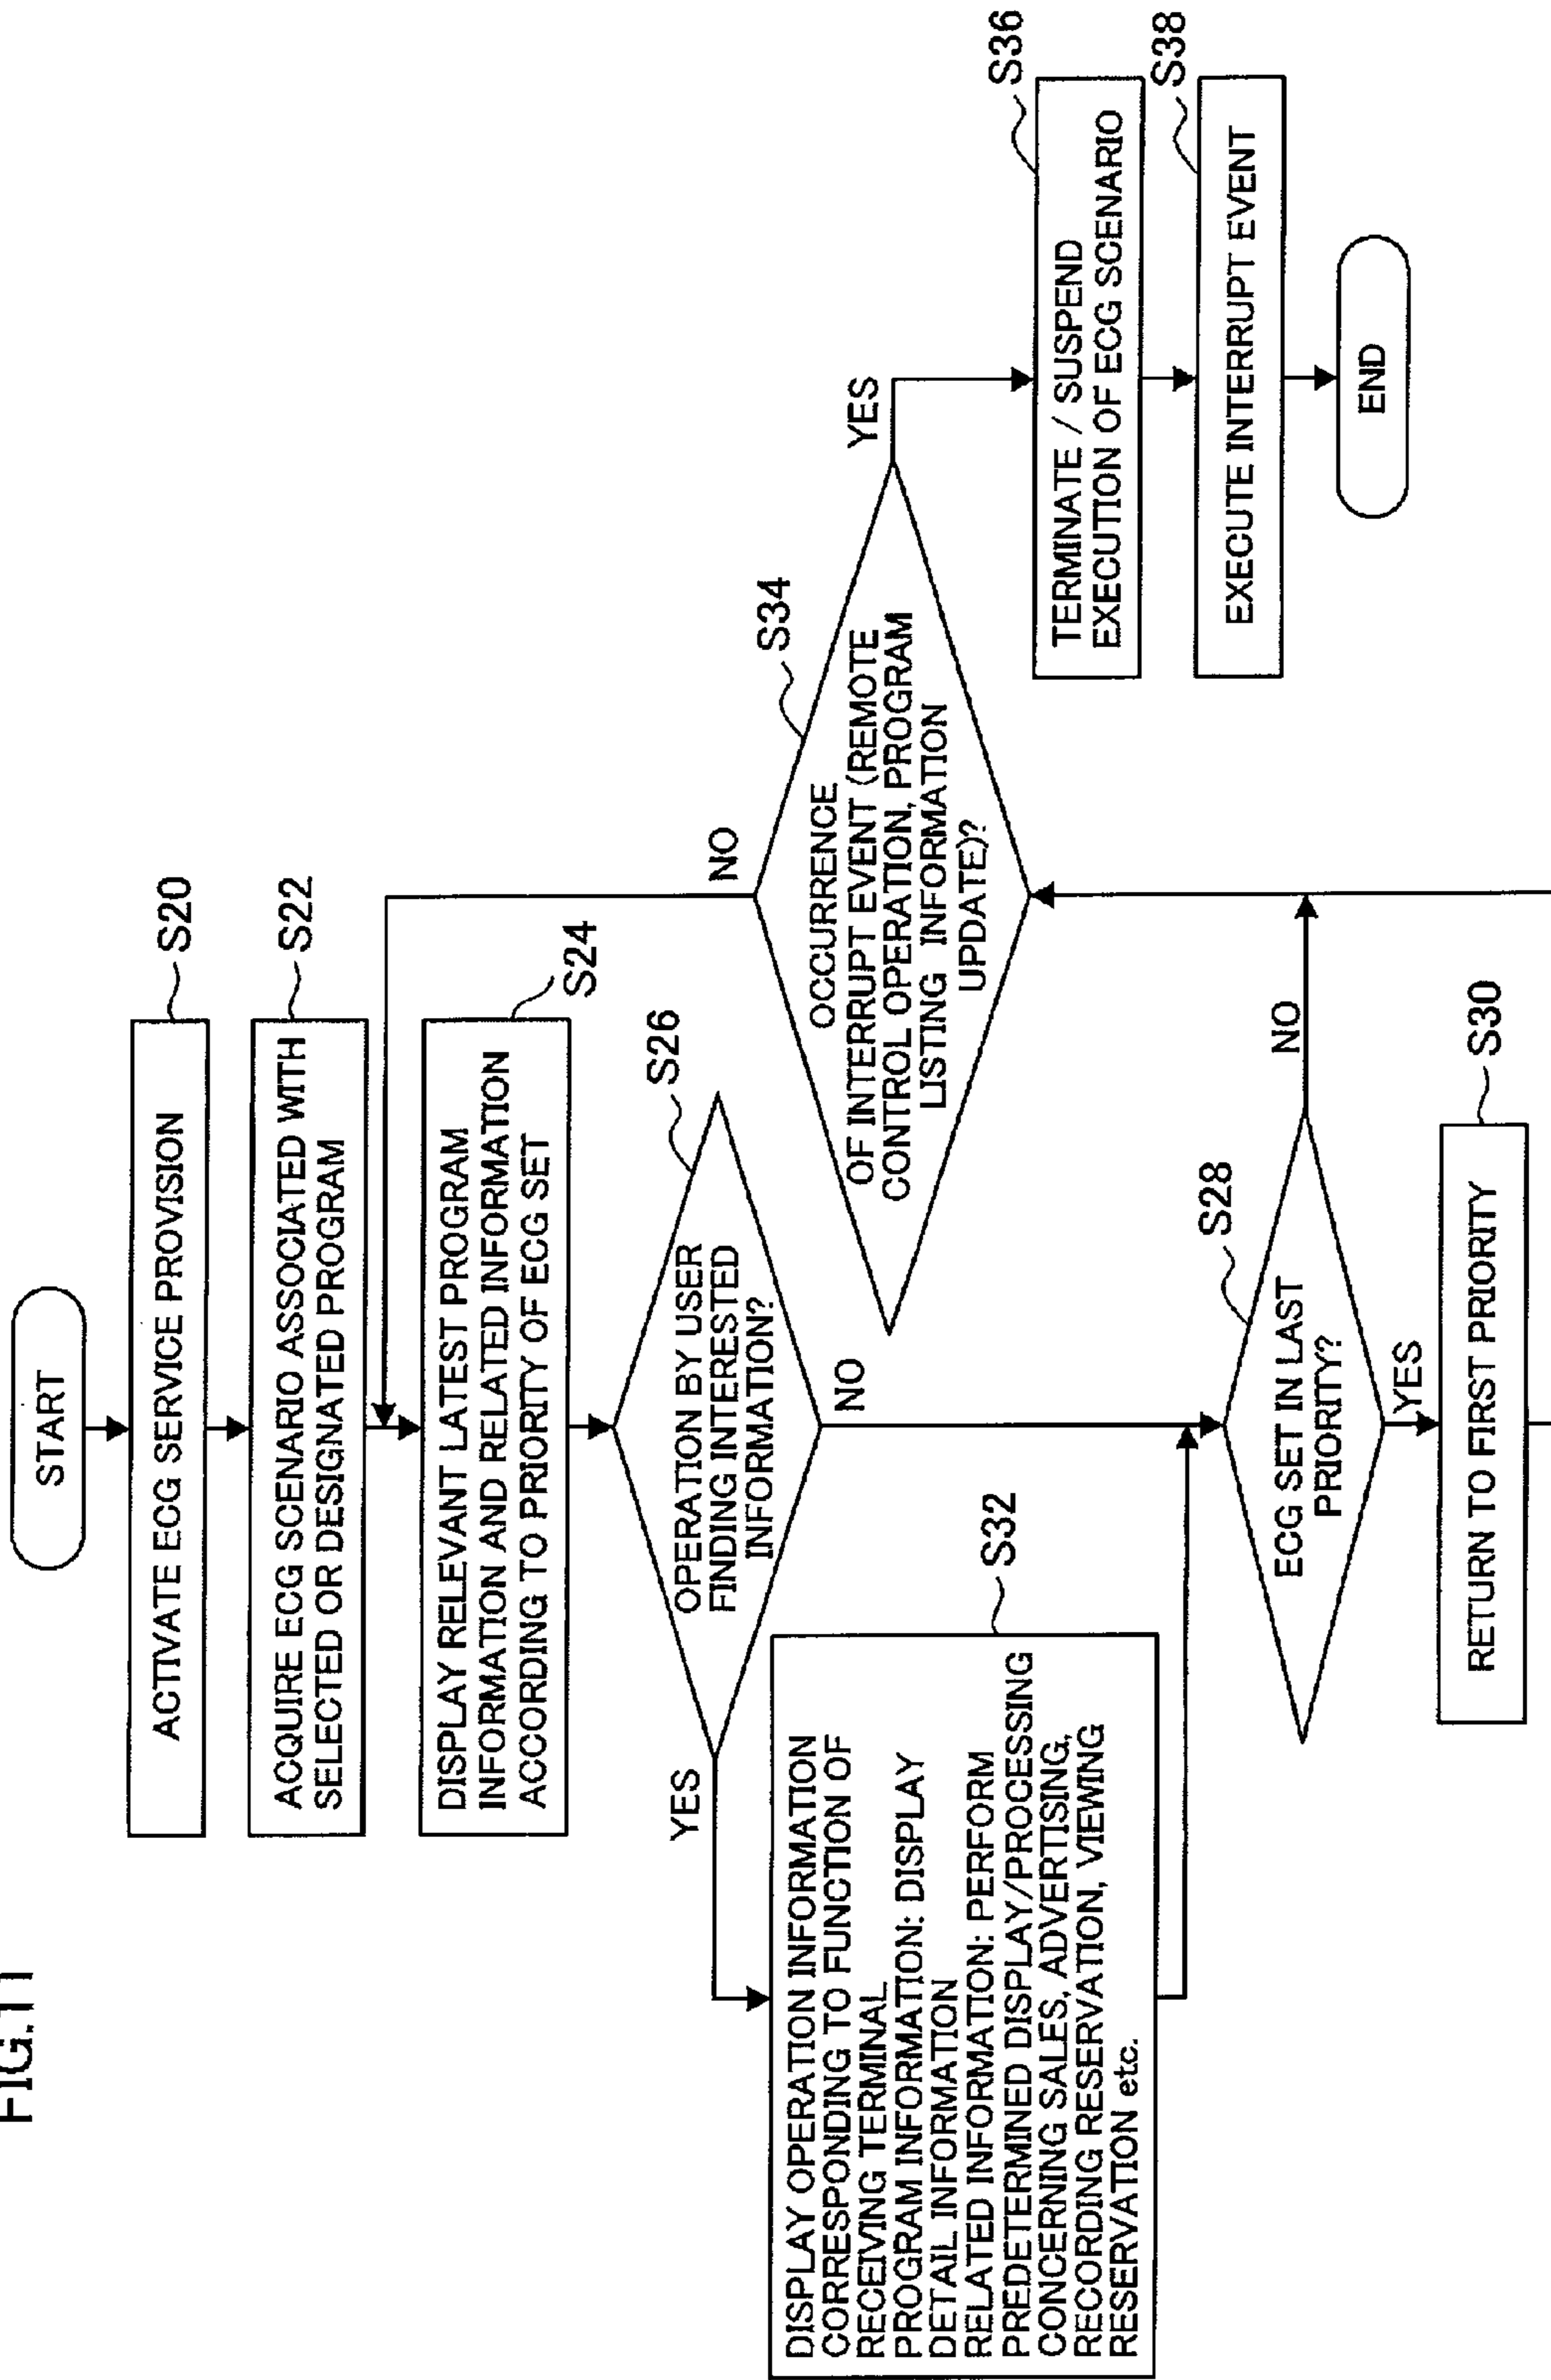 FIG.11
START
ACTIVATE ECG SERVICE PROVISION
S20
ACQUIRE ECG SCENARIO ASSOCIATED WITH
SELECTED OR DESIGNATED PROGRAM
S22
DISPLAY RELEVANT LATEST PROGRAM
INFORMATION AND RELATED INFORMATION
ACCORDING TO PRIORITY OF ECG SET
S24
OPERATION BY USER
FINDING INTERESTED
INFORMATION?
S26
YES
NO
DISPLAY OPERATION INFORMATION
CORRESPONDING TO FUNCTION OF
RECEIVING TERMINAL
PROGRAM INFORMATION: DISPLAY
DETAIL INFORMATION
RELATED INFORMATION: PERFORM
PREDETERMINED DISPLAY/PROCESSING
CONCERNING SALES, ADVERTISING,
RECORDING RESERVATION, VIEWING
RESERVATION etc.
S32
ECG SET IN LAST
PRIORITY?
S28
NO
YES
RETURN TO FIRST PRIORITY
S30
OCCURRENCE
OF INTERRUPT EVENT (REMOTE
CONTROL OPERATION, PROGRAM
LISTING INFORMATION
UPDATE)?
S34
NO
YES
TERMINATE / SUSPEND
EXECUTION OF ECG SCENARIO
S36
EXECUTE INTERRUPT EVENT
S38
END